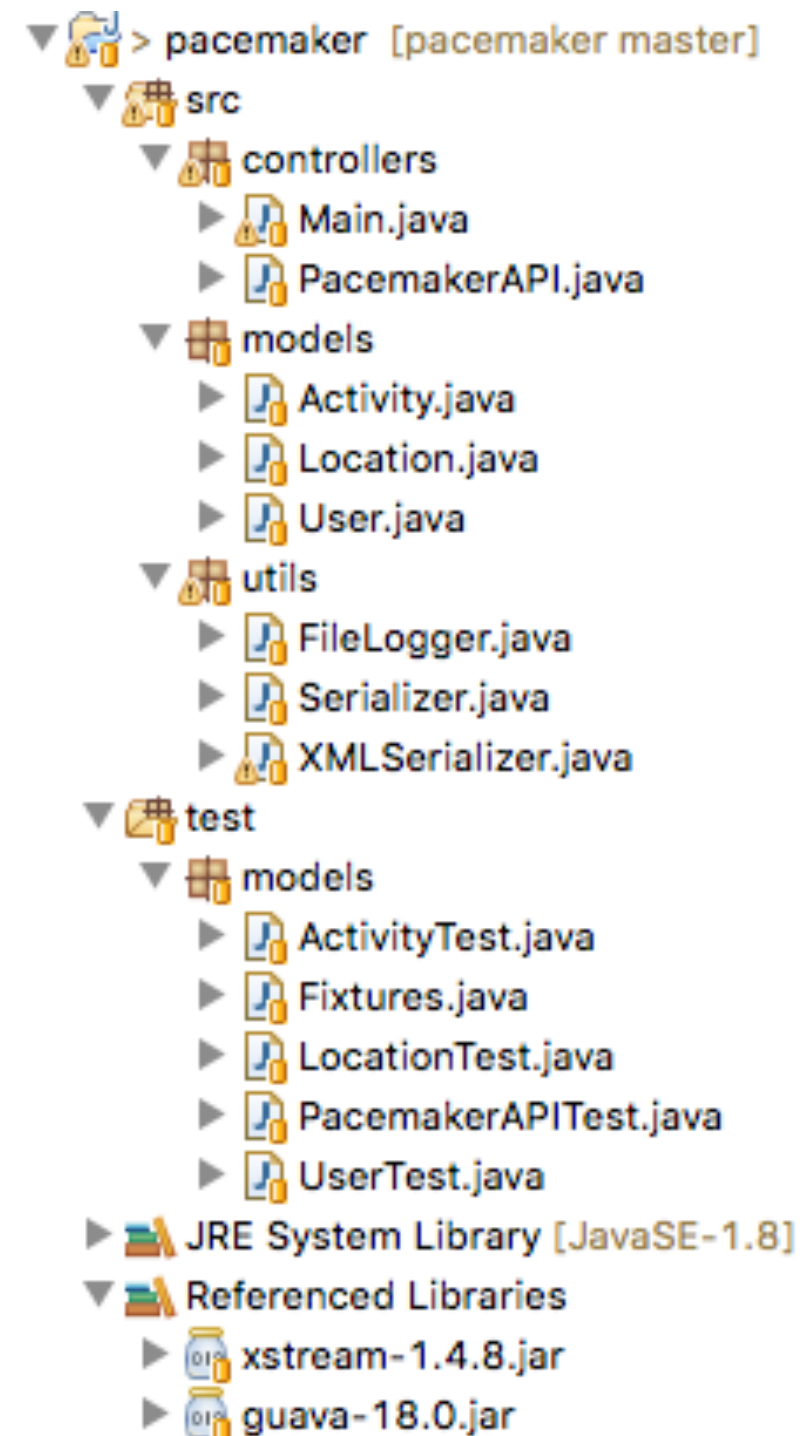 > pacemaker [pacemaker master]
src
controllers
Main.java
PacemakerAPI.java
models
Activity.java
Location.java
User.java
utils
FileLogger.java
Serializer.java
XMLSerializer.java
test
models
ActivityTest.java
Fixtures.java
LocationTest.java
PacemakerAPITest.java
UserTest.java
JRE System Library [JavaSE-1.8]
Referenced Libraries
xstream-1.4.8.jar
guava-18.0.jar